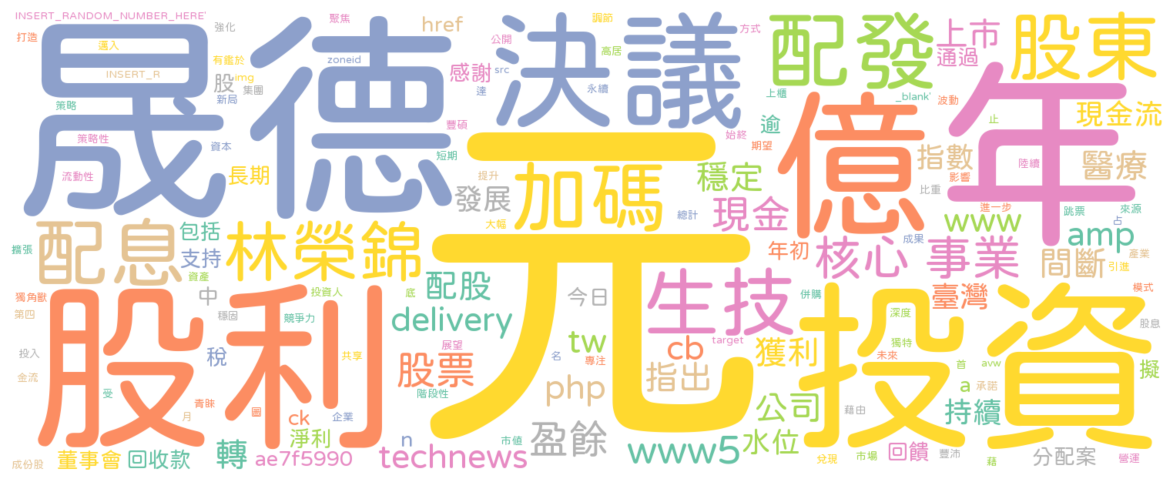 INSERT_RANDOM_NUMBER_HERE'
打造
邁入
強化
聚焦
href
公開
調節
方式
上市
股東
晟德
決議
配發
通過
INSERT_R
有鑑於
zoneid
感謝
src
高居
永續
達
股
img
集團
新局
策略
資本
豐碩
始終
上櫃
_blank'
波動
現金流
億
年
逾
止
策略性
流動性
長期
短期
期望
指數
陸續
醫療
影響
提升
加碼
穩定
比重
發展
大幅
總計
現金
www
進一步
跳票
來源
占
amp
配息
包括
林榮錦
支持
擴張
資產
年初
成果
核心
事業
間斷
引進
產業
元
獨角獸
中
投資人
底
配股
今日
生技
併購
臺灣
模式
第四
穩固
競爭力
delivery
深度
股息
股利
投資
投入
稅
共享
展望
名
專注
tw
target
cb
獲利
獨特
未來
首
avw
擬
金流
受
青睞
階段性
股票
php
指出
a
承諾
月
圖
ck
企業
公司
藉由
持續
淨利
n
市值
盈餘
www5
水位
成份股
董事會
回收款
轉
ae7f5990
technews
兌現
市場
回饋
豐沛
藉
分配案
營運